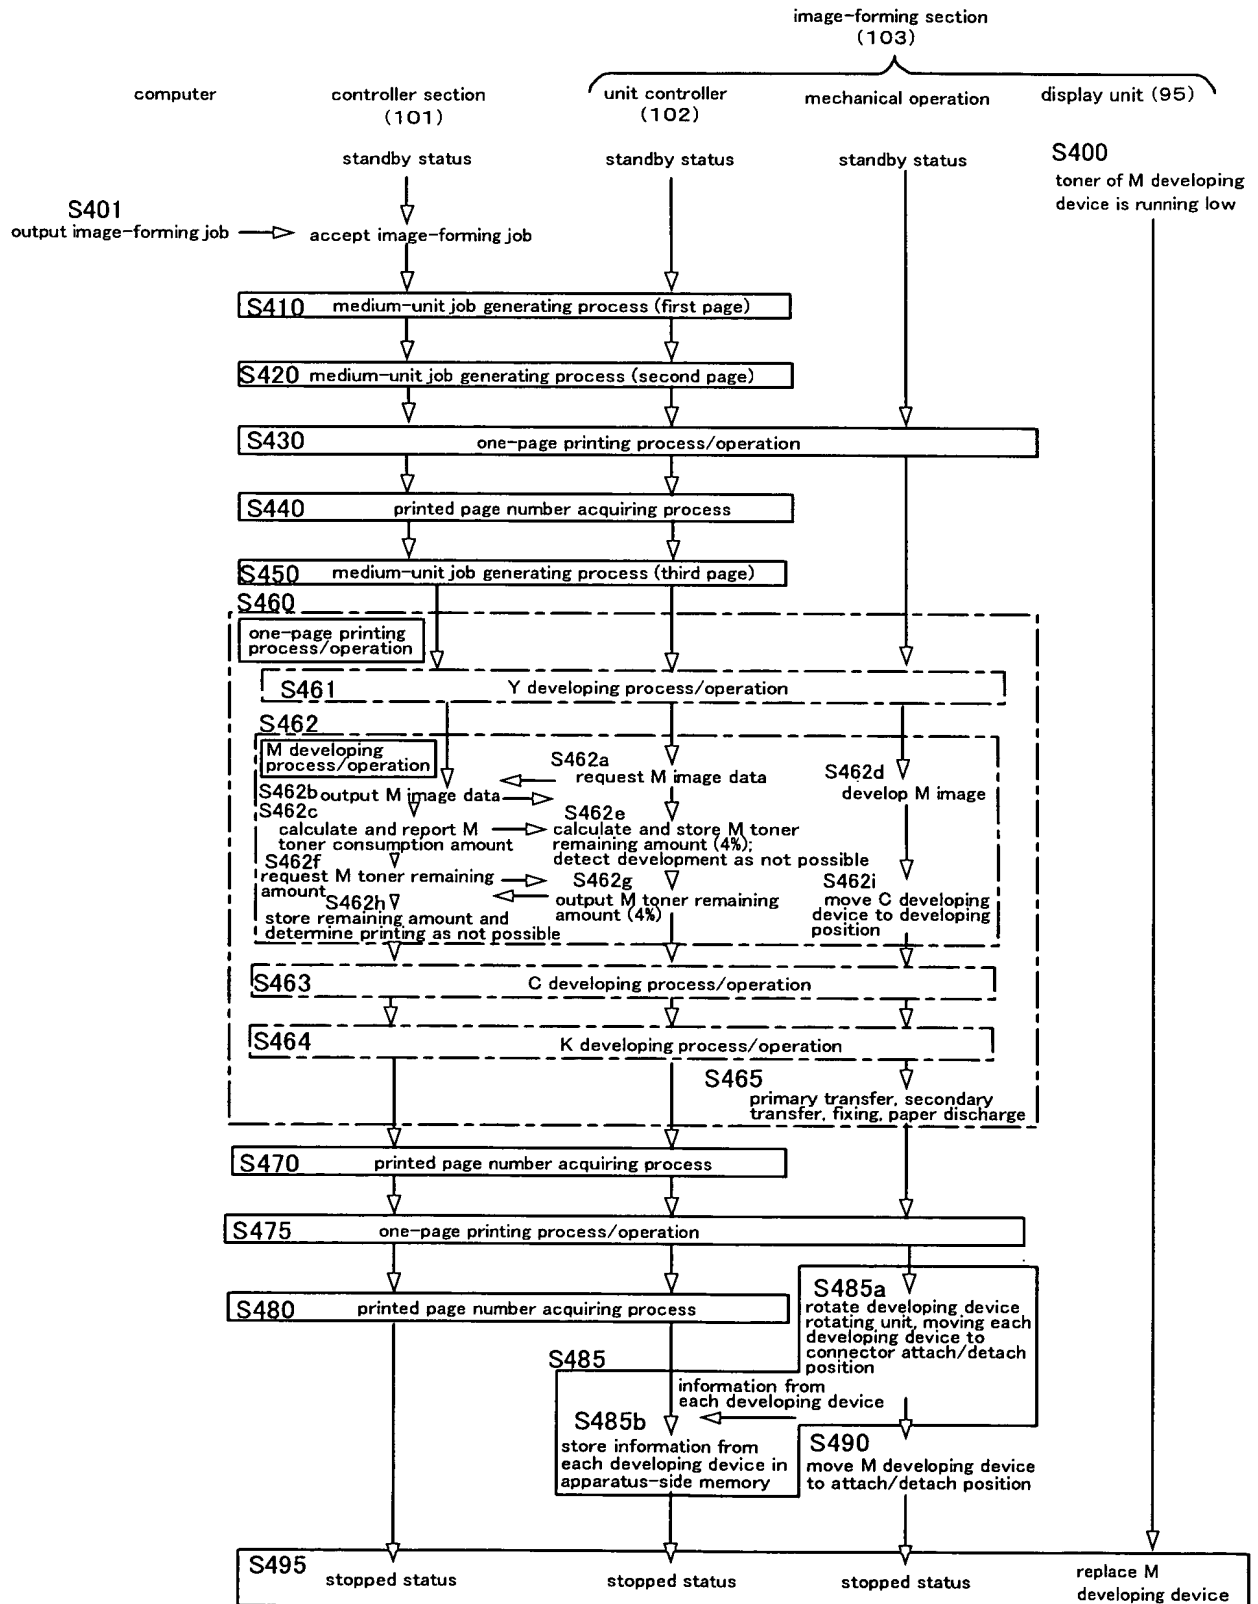 image-forming section
(103)
computer
controller section
(101)
unit controller
(102)
mechanical operation
display unit (95)
standby status
standby status
standby status
S400
toner of M developing
device is running low
S401
output image-forming job
accept image-forming job
S410 medium-unit job generating process (first page)
S420 medium-unit job generating process (second page)
S430 one-page printing process/operation
S440 printed page number acquiring process
S450 medium-unit job generating process (third page)
S460
one-page printing
process/operation
S461 Y developing process/operation
S462
M developing
process/operation
S462a
request M image data
S462d
develop M image
S462b output M image data
S462c
calculate and report M
toner consumption amount
S462e
calculate and store M toner
remaining amount (4%);
detect development as not possible
S462f
request M toner remaining
amount
S462g
output M toner remaining
amount (4%)
S462i
move C developing
device to developing
position
S462h
store remaining amount and
determine printing as not possible
S463 C developing process/operation
S464 K developing process/operation
S465
primary transfer, secondary
transfer, fixing, paper discharge
S470 printed page number acquiring process
S475 one-page printing process/operation
S480 printed page number acquiring process
S485a
rotate developing device
rotating unit, moving each
developing device to
connector attach/detach
position
S485
information from
each developing device
S485b
store information from
each developing device in
apparatus-side memory
S490
move M developing device
to attach/detach position
S495
stopped status
stopped status
stopped status
replace M
developing device